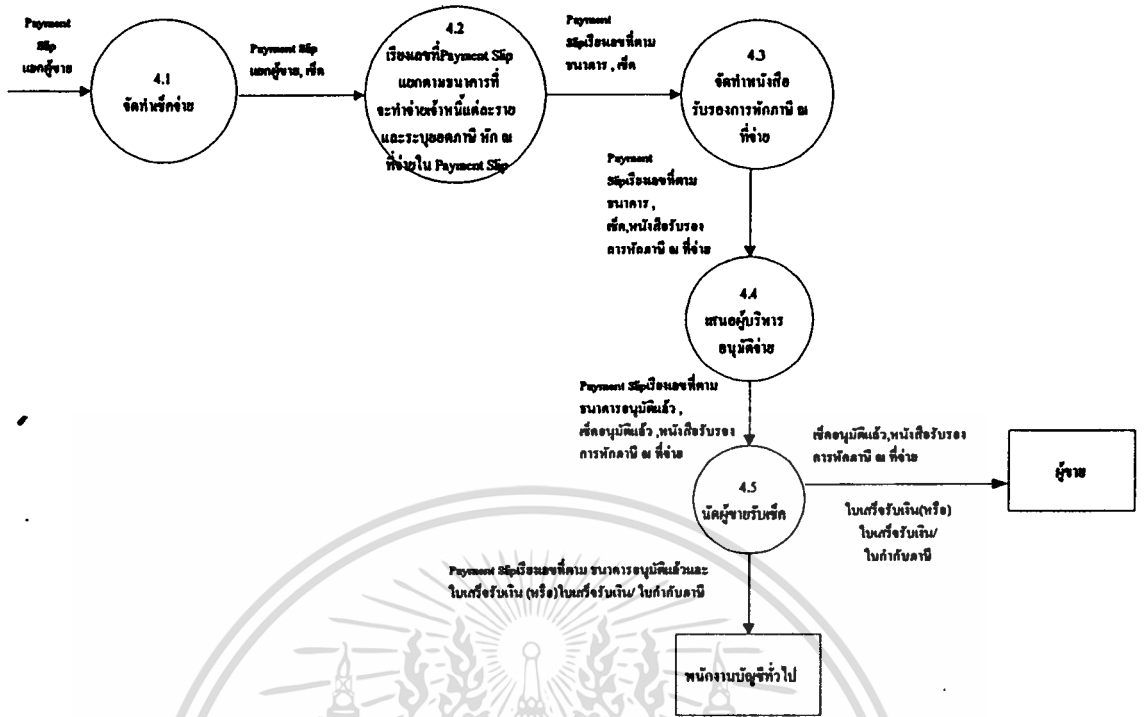 Payment
Slip
แยกผู้ขาย
4.1
จัดทำเช็คจ่าย
Payment Slip
แยกผู้ขาย, เช็ค
4.2
เรียงเลขที่Payment Slip
แยกตามธนาคารที่
จะทำจ่ายเจ้าหนี้แต่ละราย
และระบุยอดภาษี หัก ณ
ที่จ่ายใน Payment Slip
Payment
Slipเรียงเลขที่ตาม
ธนาคาร , เช็ค
4.3
จัดทำหนังสือ
รับรองการหักภาษี ณ
ที่จ่าย
Payment
Slipเรียงเลขที่ตาม
ธนาคาร ,
เช็ค,หนังสือรับรอง
การหักภาษี ณ ที่จ่าย
4.4
เสนอผู้บริหาร
อนุมัติจ่าย
Payment Slipเรียงเลขที่ตาม
ธนาคารอนุมัติแล้ว ,
เช็คอนุมัติแล้ว ,หนังสือรับรอง
การหักภาษี ณ ที่จ่าย
4.5
นัดผู้ขายรับเช็ค
เช็คอนุมัติแล้ว,หนังสือรับรอง
การหักภาษี ณ ที่จ่าย
ผู้ขาย
ใบเสร็จรับเงิน(หรือ)
ใบเสร็จรับเงิน/
ใบกำกับภาษี
Payment Slipเรียงเลขที่ตาม ธนาคารอนุมัติแล้วและ
ใบเสร็จรับเงิน (หรือ)ใบเสร็จรับเงิน/ ใบกำกับภาษี
พนักงานบัญชีทั่วไป